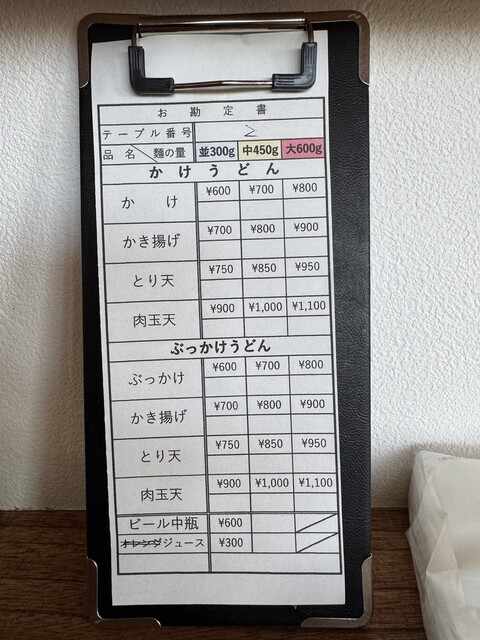 お勘定書
テーブル番号 2
品名 麺の量 並300g 中450g 大600g
かけうどん
かけ ¥600 ¥700 ¥800
かき揚げ ¥700 ¥800 ¥900
とり天 ¥750 ¥850 ¥950
肉玉天 ¥900 ¥1,000 ¥1,100
ぶっかけうどん
ぶっかけ ¥600 ¥700 ¥800
かき揚げ ¥700 ¥800 ¥900
とり天 ¥750 ¥850 ¥950
肉玉天 ¥900 ¥1,000 ¥1,100
ビール中瓶 ¥600
オレンジジュース ¥300